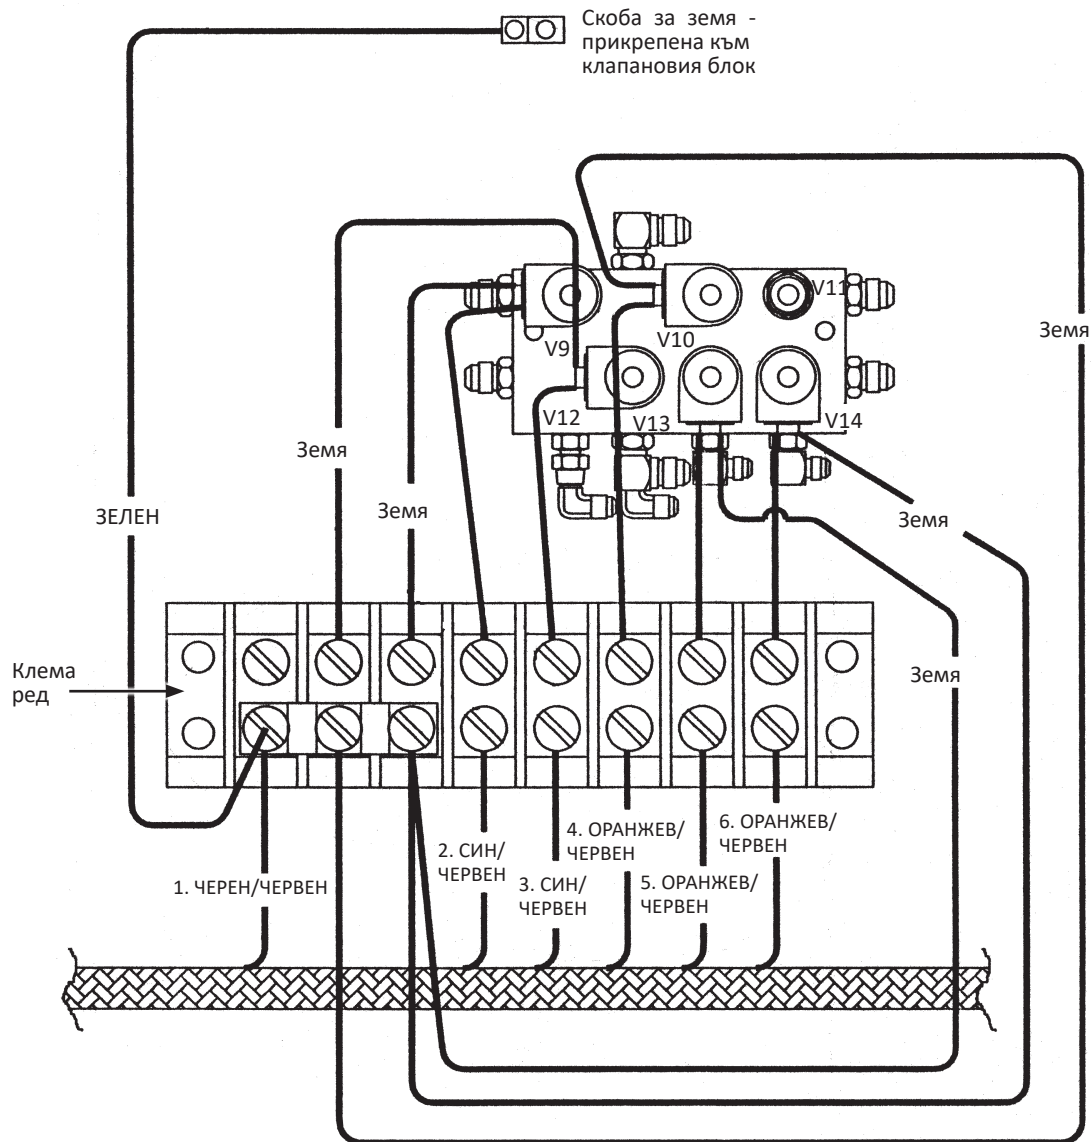 Скоба за земя -
прикрепена към
клапановия блок
V11
Земя
V9
V10
V12
V13
V14
Земя
ЗЕЛЕН
Земя
Земя
Клема
ред
Земя
1. ЧЕРЕН/ЧЕРВЕН
2. СИН/
ЧЕРВЕН
3. СИН/
ЧЕРВЕН
4. ОРАНЖЕВ/
ЧЕРВЕН
5. ОРАНЖЕВ/
ЧЕРВЕН
6. ОРАНЖЕВ/
ЧЕРВЕН